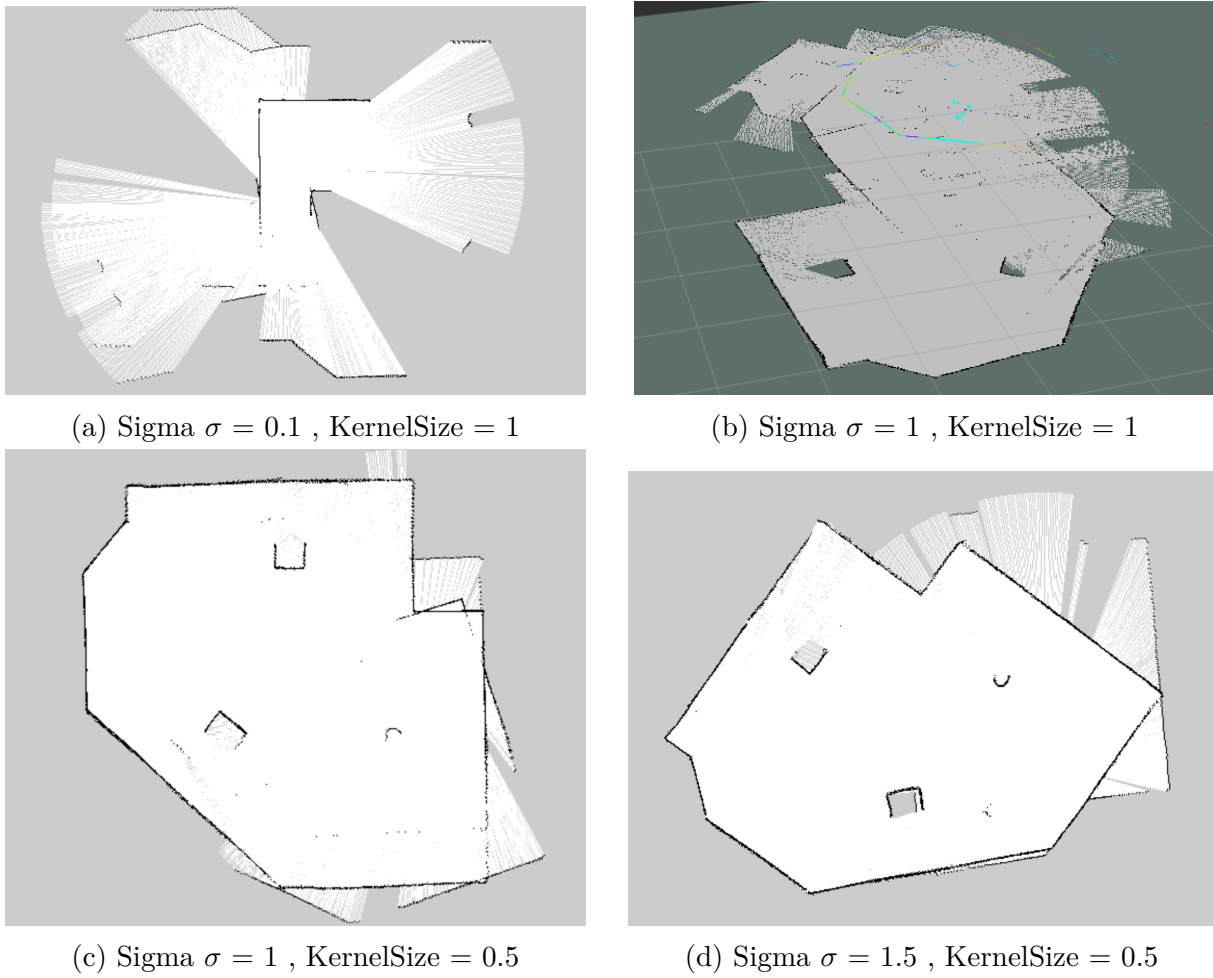 (a) Sigma σ = 0.1 , KernelSize = 1
(b) Sigma σ = 1 , KernelSize = 1
(c) Sigma σ = 1 , KernelSize = 0.5
(d) Sigma σ = 1.5 , KernelSize = 0.5